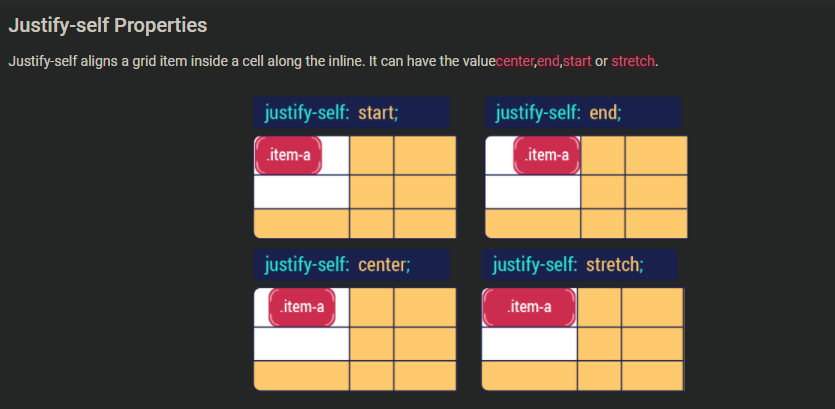 Justify-self Properties
Justify-self aligns a grid item inside a cell along the inline. It can have the valuecenter,end,start or stretch.
justify-self: start;
justify-self: end;
.item-a
.item-a
justify-self: center;
justify-self: stretch;
.item-a
.item-a